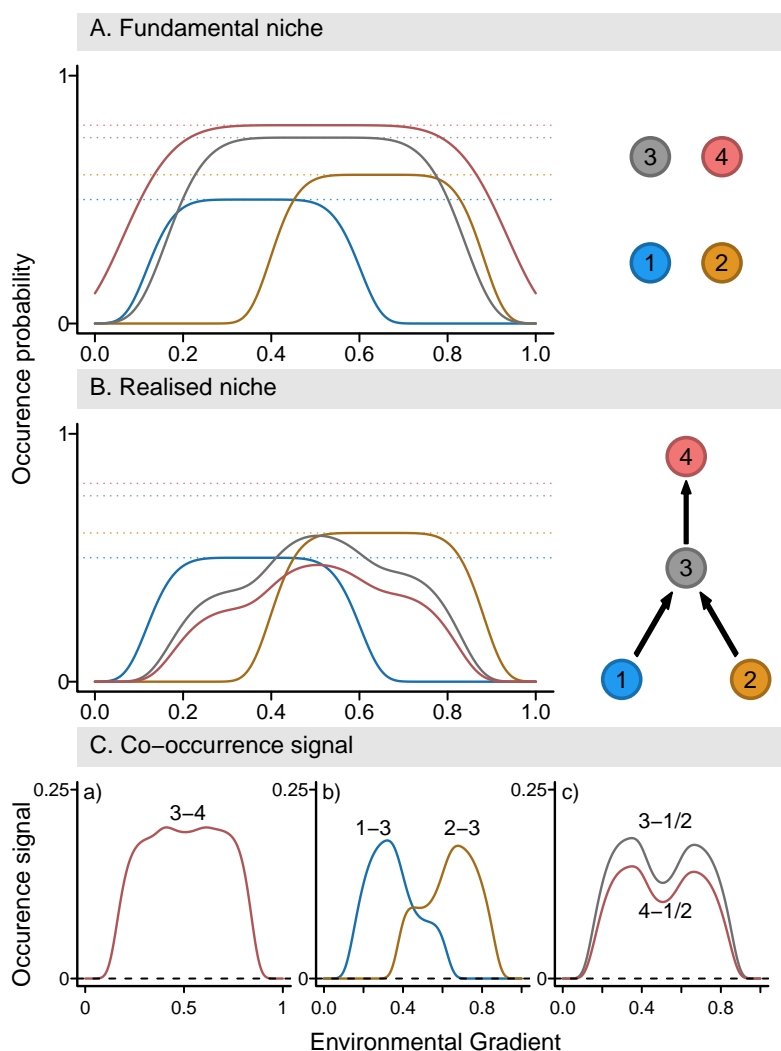 A. Fundamental niche
1
0
0.0 0.2 0.4 0.6 0.8 1.0
3 4
1 2
Occurence probability
B. Realised niche
1
0
0.0 0.2 0.4 0.6 0.8 1.0
4
3
1 2
C. Co−occurrence signal
Occurence signal
a)
0.25
0
3−4
0 0.5 1
b)
0.25
0
1−3 2−3
0.0 0.4 0.8
c)
0.25
0
3−1/2
4−1/2
0.0 0.4 0.8
Environmental Gradient